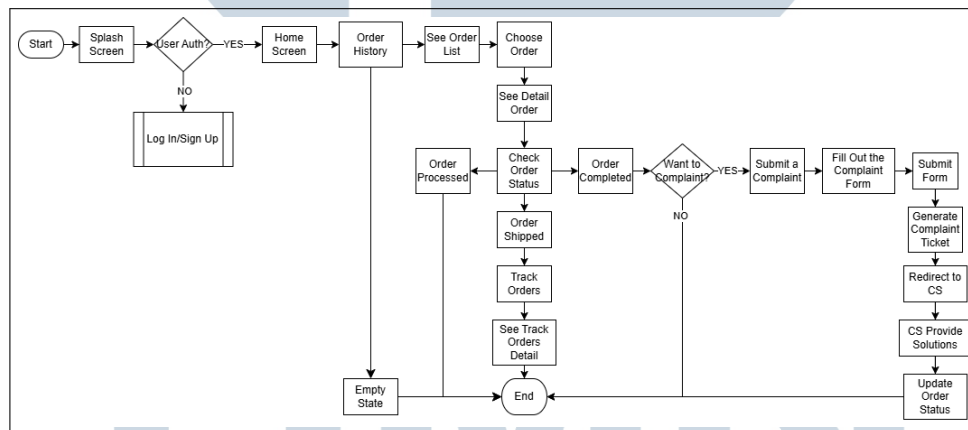 Start
Splash
Screen
User Auth?
YES
Home
Screen
Order
History
See Order
List
Choose
Order
NO
Log In/Sign Up
See Detail
Order
Order
Processed
Check
Order
Status
Order
Completed
Want to
Complaint?
YES
Submit a
Complaint
Fill Out the
Complaint
Form
Submit
Form
NO
Order
Shipped
Generate
Complaint
Ticket
Track
Orders
Redirect to
CS
See Track
Orders
Detail
CS Provide
Solutions
Empty
State
End
Update
Order
Status